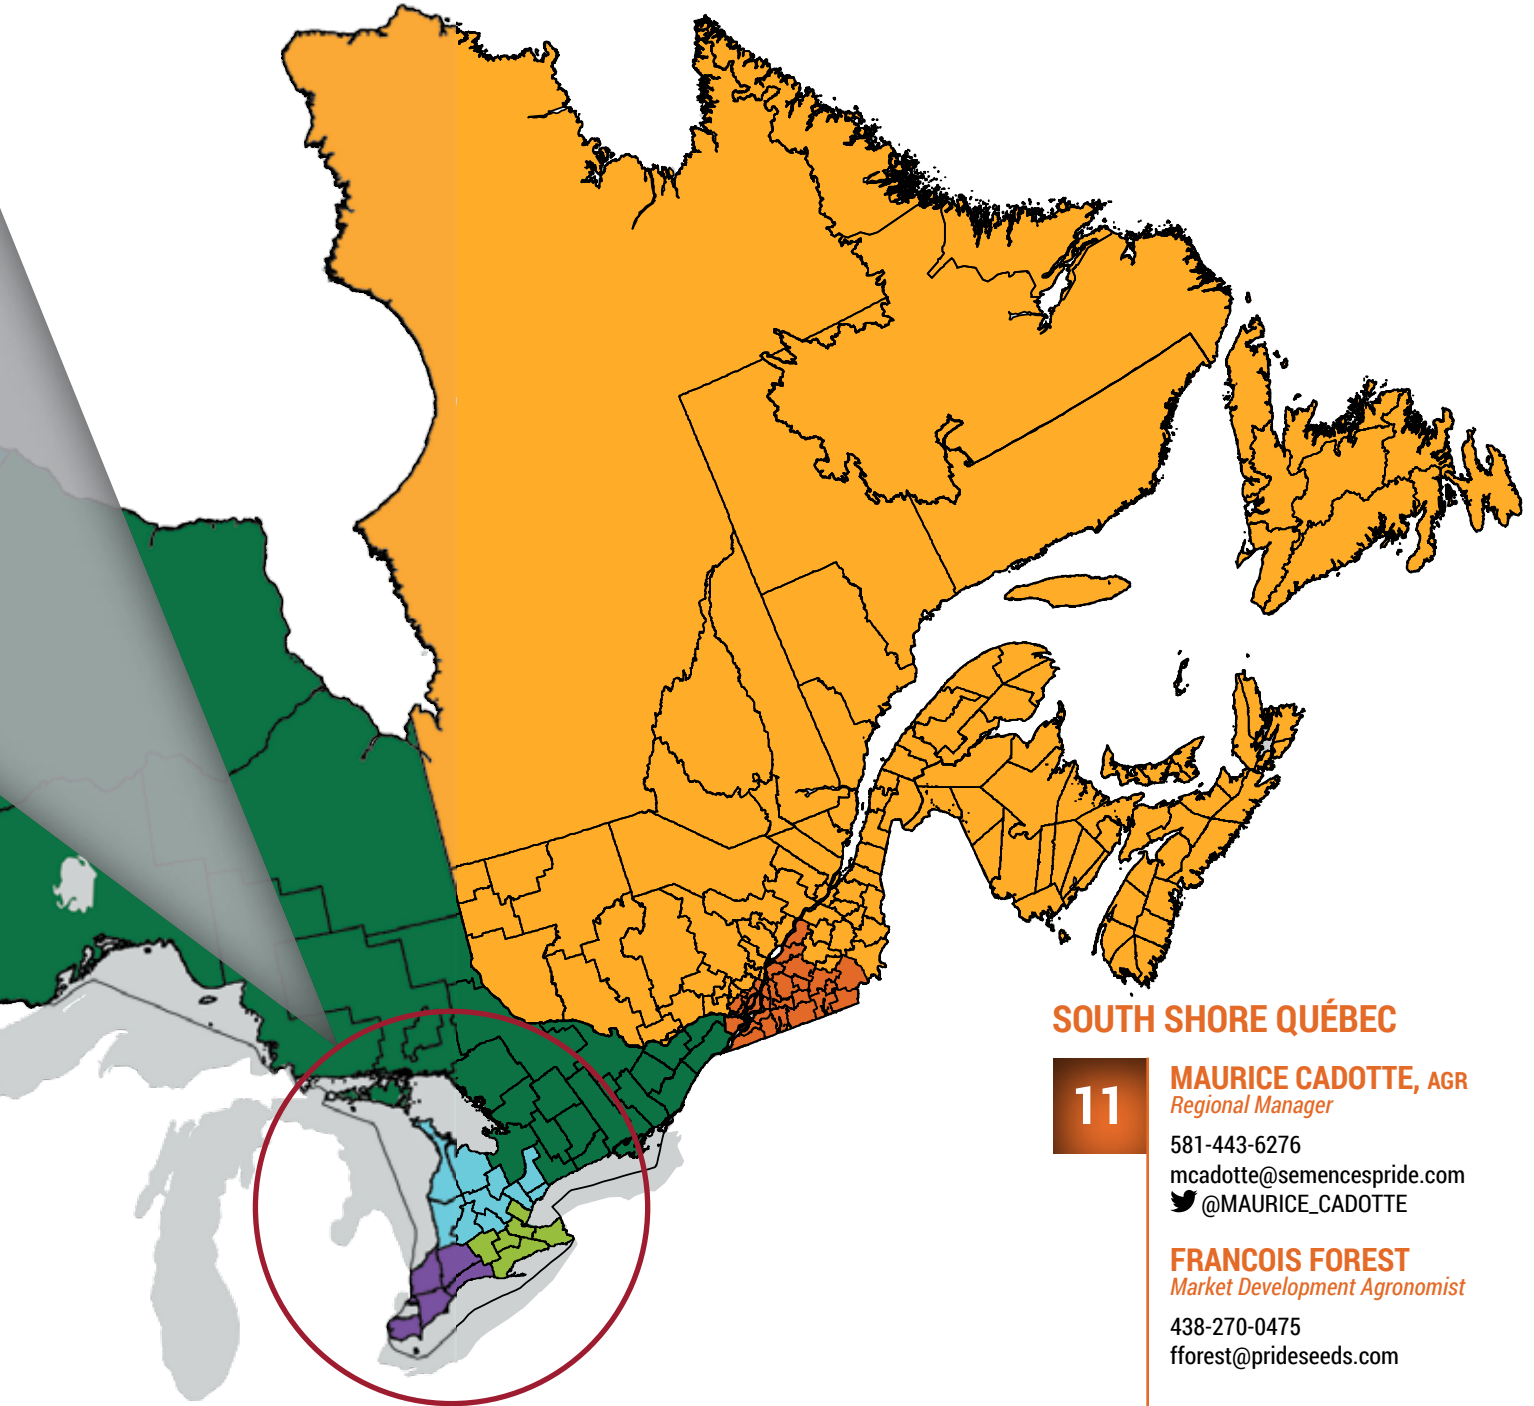 SOUTH SHORE QUÉBEC
11
MAURICE CADOTTE, AGR
Regional Manager
581-443-6276
mcadotte@semencespride.com
@MAURICE_CADOTTE
FRANCOIS FOREST
Market Development Agronomist
438-270-0475
fforest@prideseeds.com